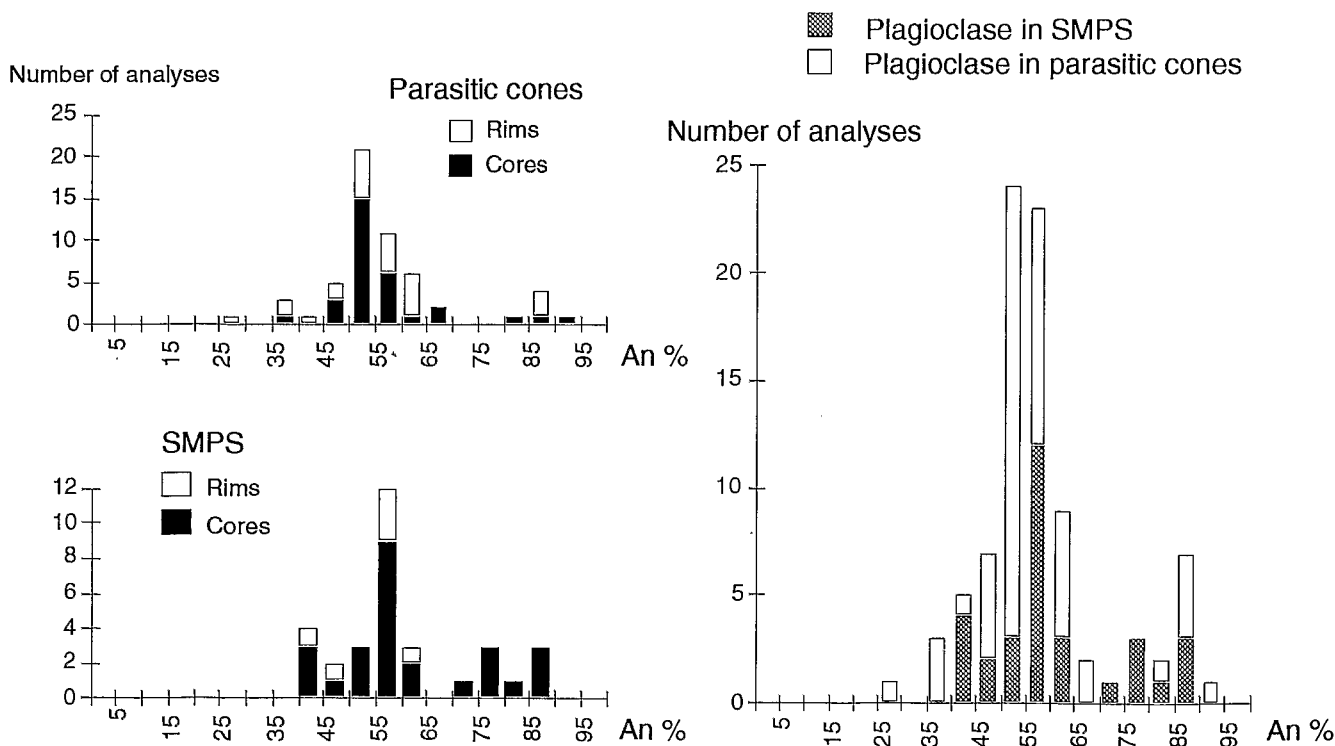 Number of analyses
Parasitic cones
Rims
Cores
25
20
15
10
5
0
5 15 25 35 45 55 65 75 85 95 An %
SMPS
Rims
Cores
12
10
8
6
4
2
0
5 15 25 35 45 55 65 75 85 95 An %
Plagioclase in SMPS
Plagioclase in parasitic cones
Number of analyses
25
20
15
10
5
0
5 15 25 35 45 55 65 75 85 95 An %